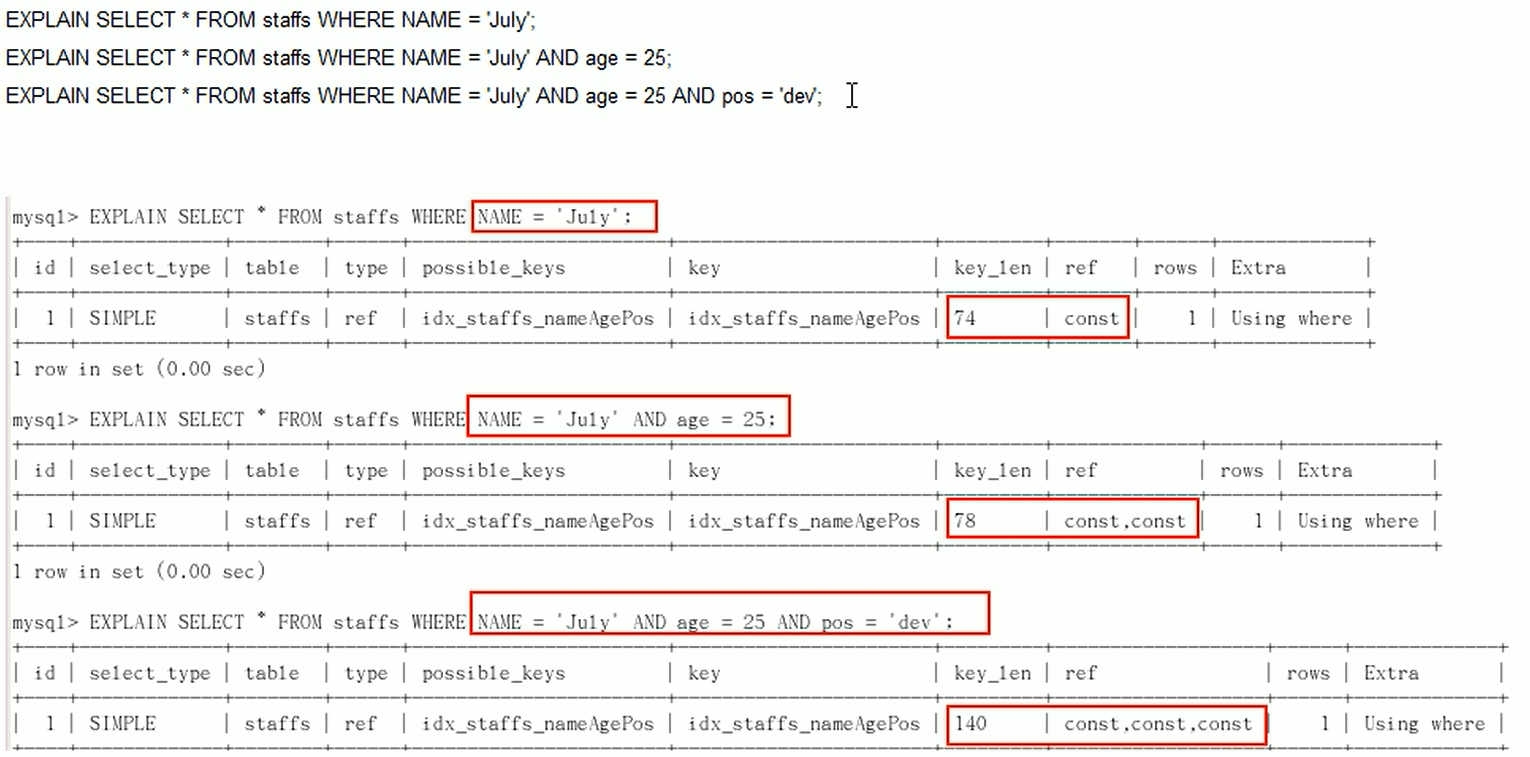 EXPLAIN SELECT * FROM staffs WHERE NAME = 'July';
EXPLAIN SELECT * FROM staffs WHERE NAME = 'July' AND age = 25;
EXPLAIN SELECT * FROM staffs WHERE NAME = 'July' AND age = 25 AND pos = 'dev';
mysql> EXPLAIN SELECT * FROM staffs WHERE NAME = 'July';
| id | select_type | table | type | possible_keys | key | key_len | ref | rows | Extra |
| 1 | SIMPLE | staffs | ref | idx_staffs_nameAgePos | idx_staffs_nameAgePos | 74 | const | 1 | Using where |
1 row in set (0.00 sec)
mysql> EXPLAIN SELECT * FROM staffs WHERE NAME = 'July' AND age = 25;
| id | select_type | table | type | possible_keys | key | key_len | ref | rows | Extra |
| 1 | SIMPLE | staffs | ref | idx_staffs_nameAgePos | idx_staffs_nameAgePos | 78 | const,const | 1 | Using where |
1 row in set (0.00 sec)
mysql> EXPLAIN SELECT * FROM staffs WHERE NAME = 'July' AND age = 25 AND pos = 'dev';
| id | select_type | table | type | possible_keys | key | key_len | ref | rows | Extra |
| 1 | SIMPLE | staffs | ref | idx_staffs_nameAgePos | idx_staffs_nameAgePos | 140 | const,const,const | 1 | Using where |